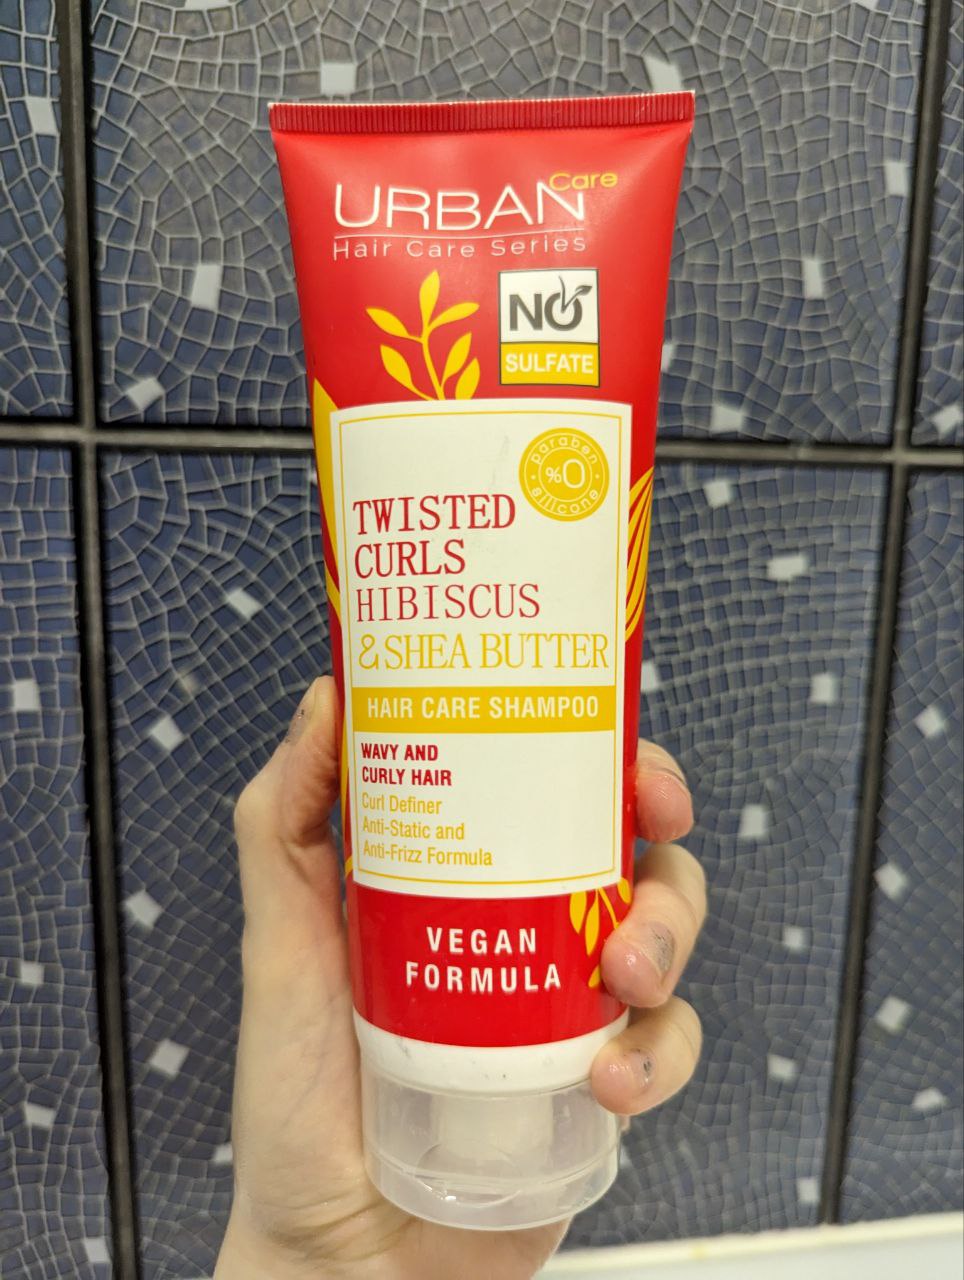 URBAN Care
Hair Care Series
NO
SULFATE
paraben
%0
silicone
TWISTED
CURLS
HIBISCUS
& SHEA BUTTER
HAIR CARE SHAMPOO
WAVY AND
CURLY HAIR
Curl Definer
Anti-Static and
Anti-Frizz Formula
VEGAN
FORMULA